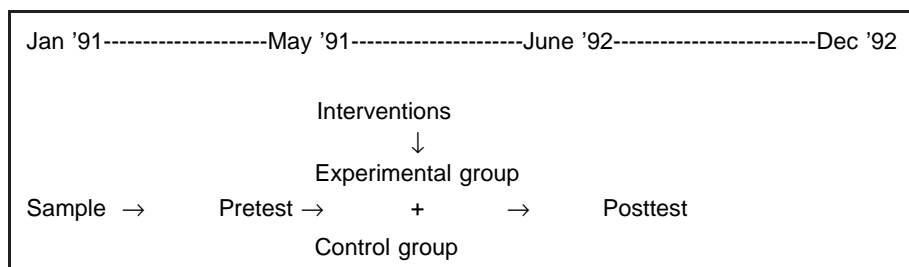 Jan ’91---------------------May ’91----------------------June ’92--------------------------Dec ’92
Interventions
↓
Experimental group
Sample → Pretest → + → Posttest
Control group